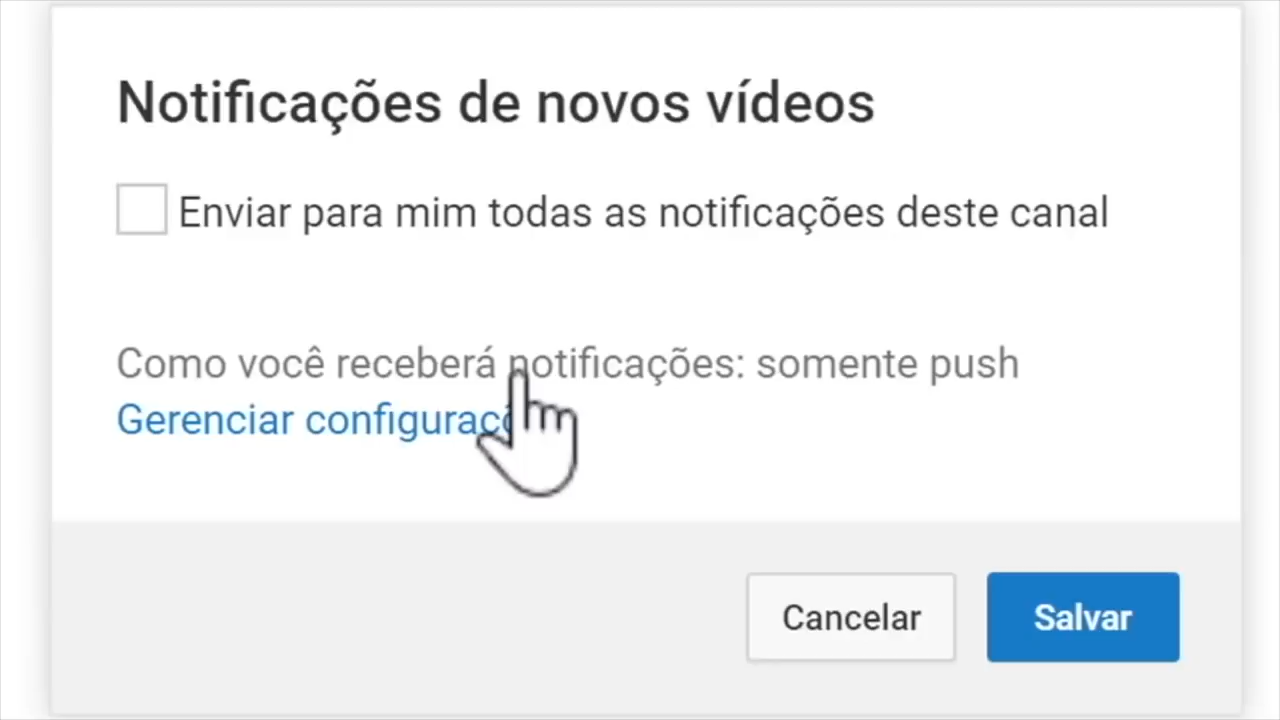 Notificações de novos vídeos
Enviar para mim todas as notificações deste canal
Como você receberá notificações: somente push
Gerenciar
Cancelar
Salvar